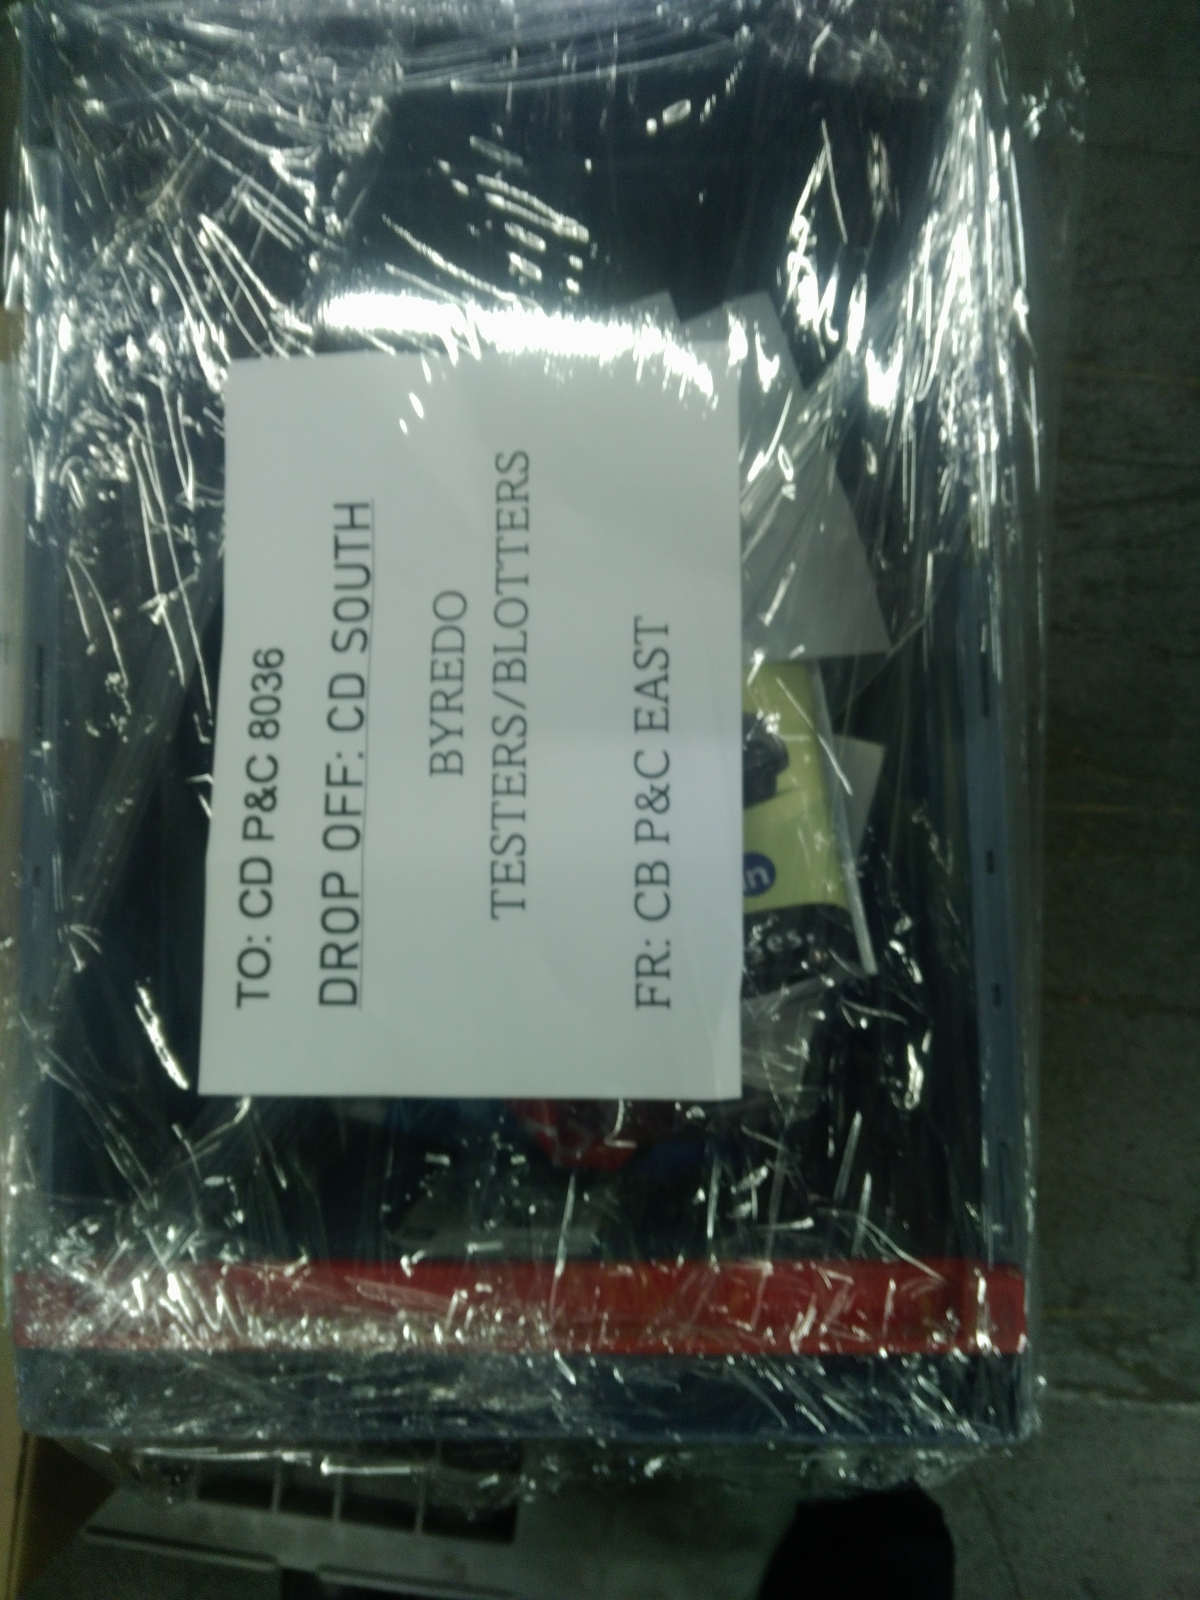 TO: CD P&C 8036
DROP OFF: CD SOUTH
BYREDO
TESTERS/BLOTTERS
FR: CB P&C EAST